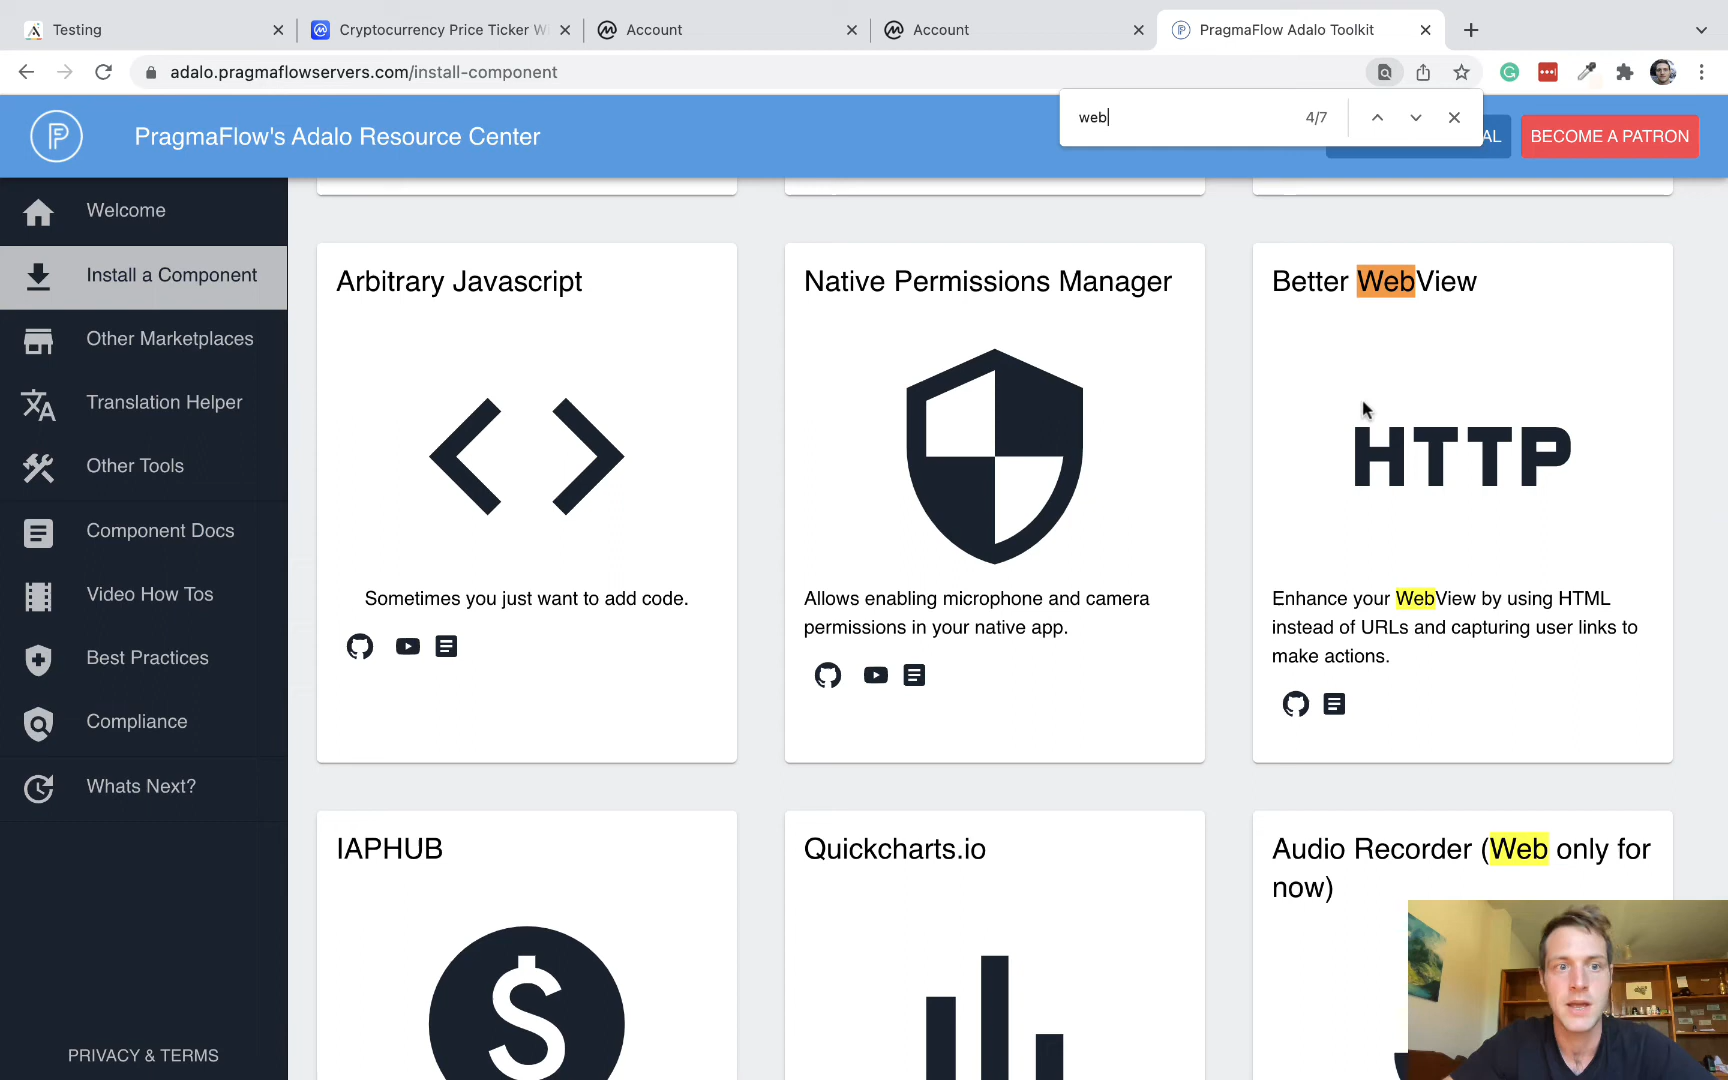 Testing
Cryptocurrency Price Ticker W
Account
Account
PragmaFlow Adalo Toolkit
adalo.pragmaflowservers.com/install-component
web
4/7
PragmaFlow's Adalo Resource Center
AL
BECOME A PATRON
Welcome
Install a Component
Other Marketplaces
Translation Helper
Other Tools
Component Docs
Video How Tos
Best Practices
Compliance
Whats Next?
PRIVACY & TERMS
Arbitrary Javascript
Sometimes you just want to add code.
Native Permissions Manager
Allows enabling microphone and camera
permissions in your native app.
Better WebView
HTTP
Enhance your WebView by using HTML
instead of URLs and capturing user links to
make actions.
IAPHUB
Quickcharts.io
Audio Recorder (Web only for
now)